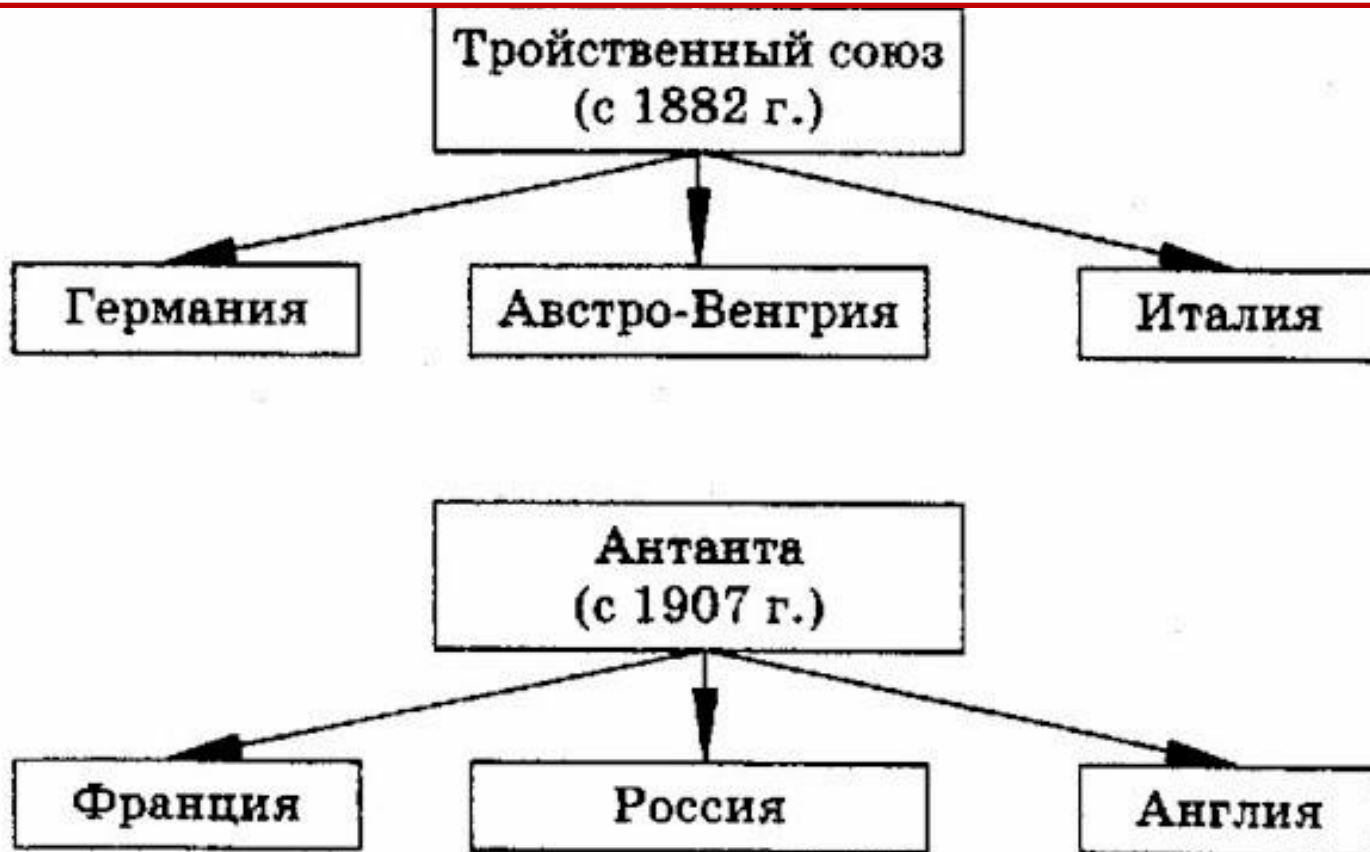 Тройственный союз
(с 1882 г.)
Германия
Австро-Венгрия
Италия
Антанта
(с 1907 г.)
Франция
Россия
Англия